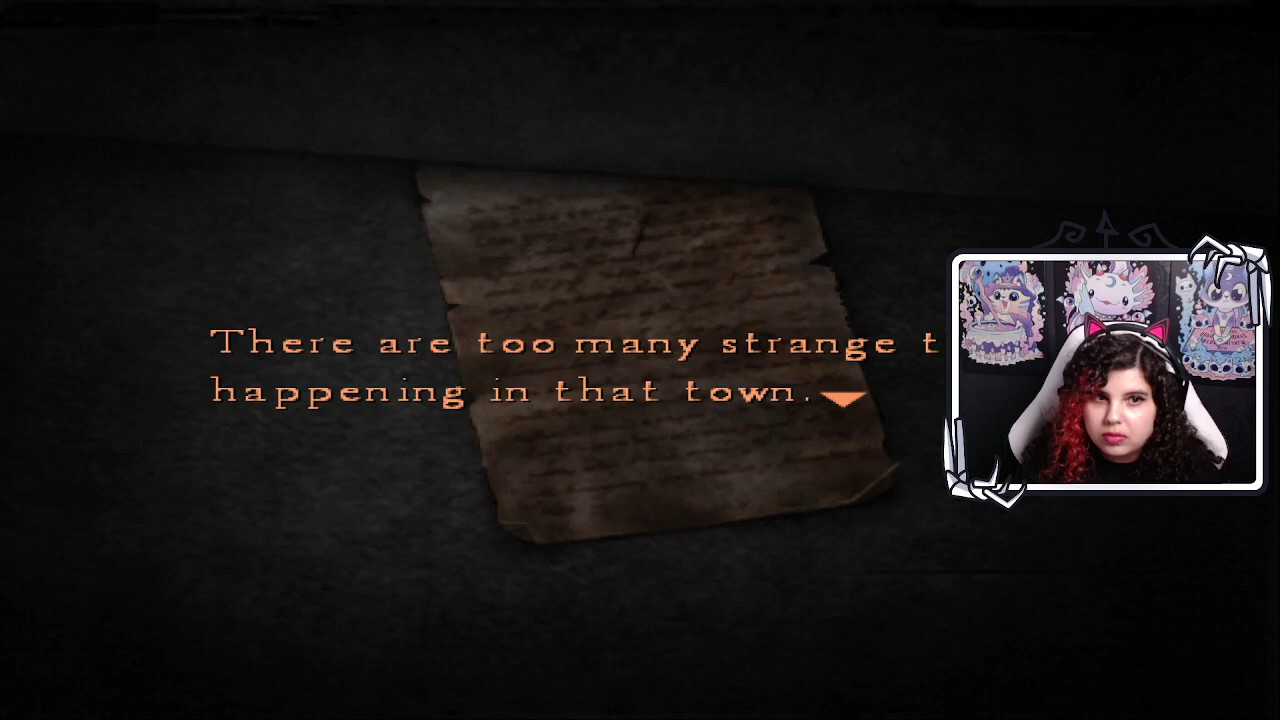 There are too many strange t
happening in that town.